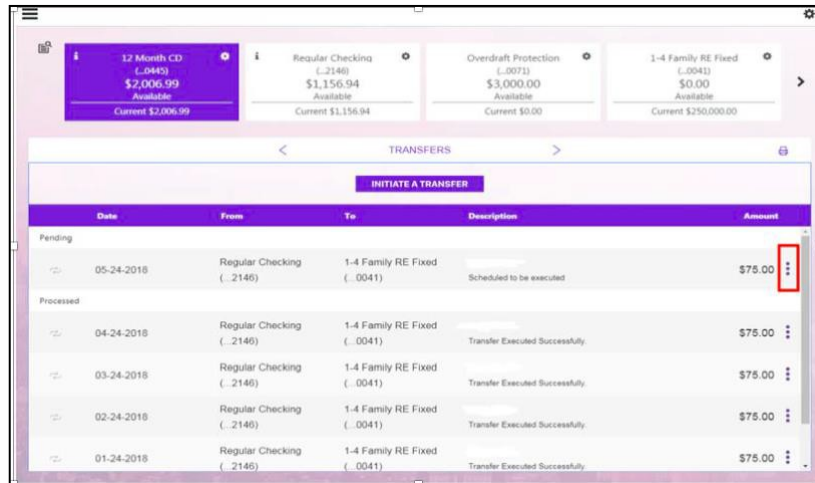 i 12 Month CD
(...0445)
$2,006.99
Available
Current $2,006.99
i Regular Checking
(...2146)
$1,156.94
Available
Current $1,156.94
Overdraft Protection
(...0071)
$3,000.00
Available
Current $0.00
1-4 Family RE Fixed
(...0041)
$0.00
Available
Current $250,000.00
< TRANSFERS >
INITIATE A TRANSFER
Date From To Description Amount
Pending
05-24-2018 Regular Checking (...2146) 1-4 Family RE Fixed (...0041) Scheduled to be executed $75.00
Processed
04-24-2018 Regular Checking (...2146) 1-4 Family RE Fixed (...0041) Transfer Executed Successfully. $75.00
03-24-2018 Regular Checking (...2146) 1-4 Family RE Fixed (...0041) Transfer Executed Successfully. $75.00
02-24-2018 Regular Checking (...2146) 1-4 Family RE Fixed (...0041) Transfer Executed Successfully. $75.00
01-24-2018 Regular Checking (...2146) 1-4 Family RE Fixed (...0041) Transfer Executed Successfully. $75.00